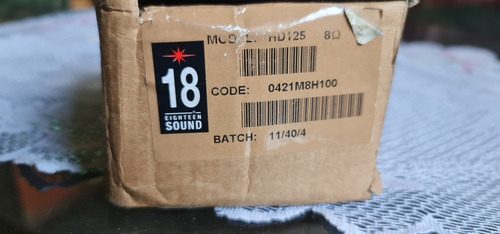 MODEL: HD125 8Ω
18
EIGHTEEN
SOUND
CODE: 0421M8H100
BATCH: 11/40/4